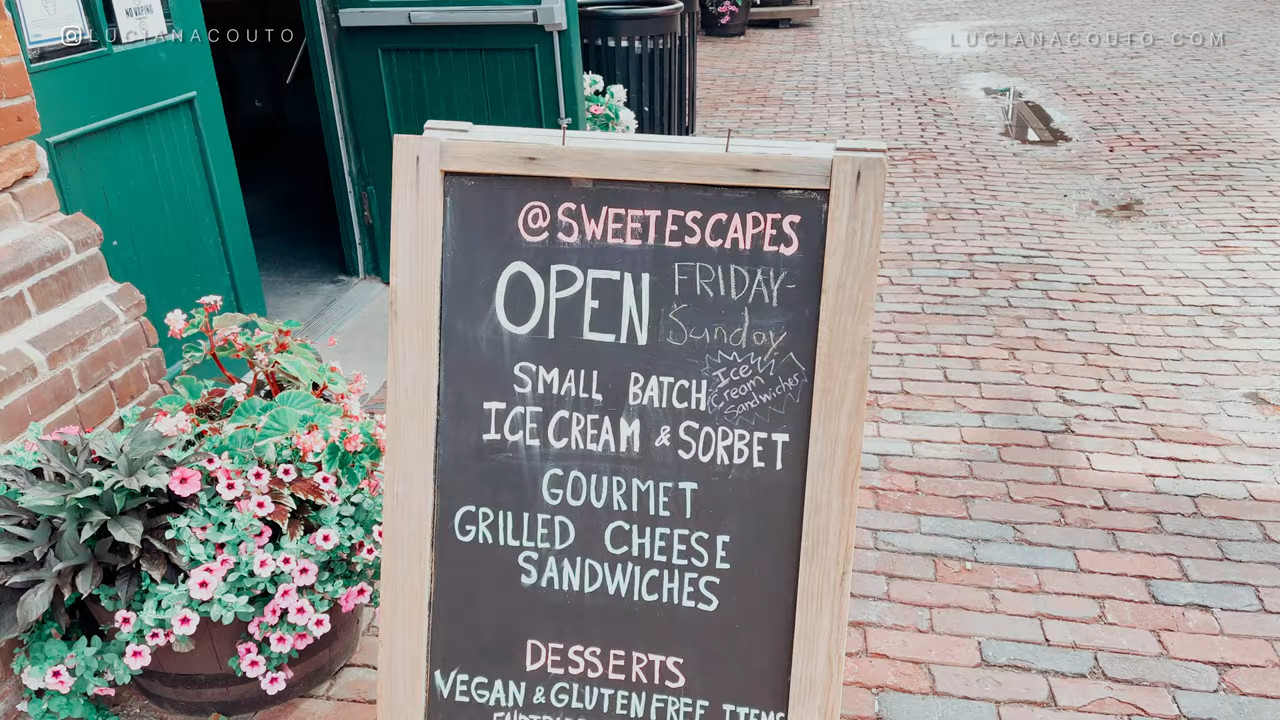 NO VAPING
LUCIANACOUTO
LUCIANACOUTO.COM
@SWEETESCAPES
OPEN FRIDAY-
Sunday
SMALL BATCH
Ice
Cream
Sandwiches
ICE CREAM & SORBET
GOURMET
GRILLED CHEESE
SANDWICHES
DESSERTS
VEGAN & GLUTEN FREE ITEMS